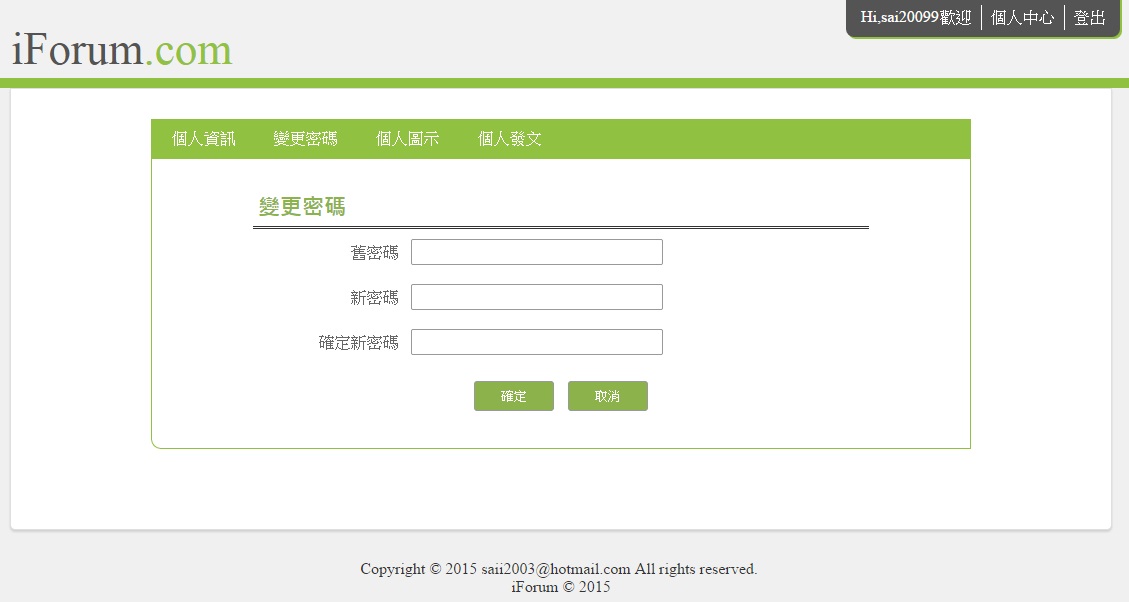 Hi,sai20099歡迎 個人中心 登出
iForum.com
個人資訊 變更密碼 個人圖示 個人發文
變更密碼
舊密碼
新密碼
確定新密碼
確定 取消
Copyright © 2015 saii2003@hotmail.com All rights reserved.
iForum © 2015